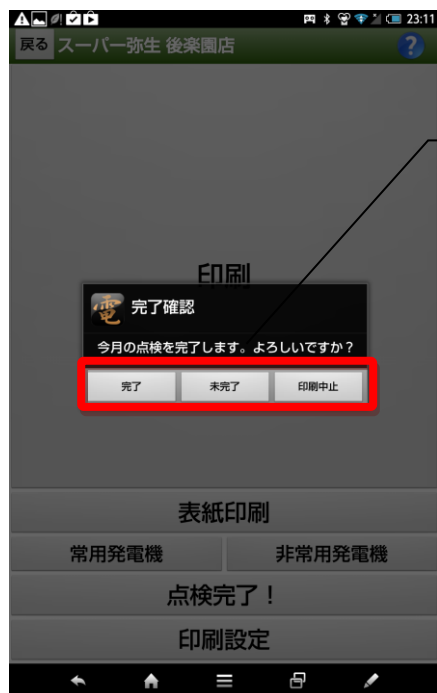 23:11
戻る スーパー弥生 後楽園店 ?
印刷
電 完了確認
今月の点検を完了します。よろしいですか？
完了 未完了 印刷中止
表紙印刷
常用発電機 非常用発電機
点検完了！
印刷設定